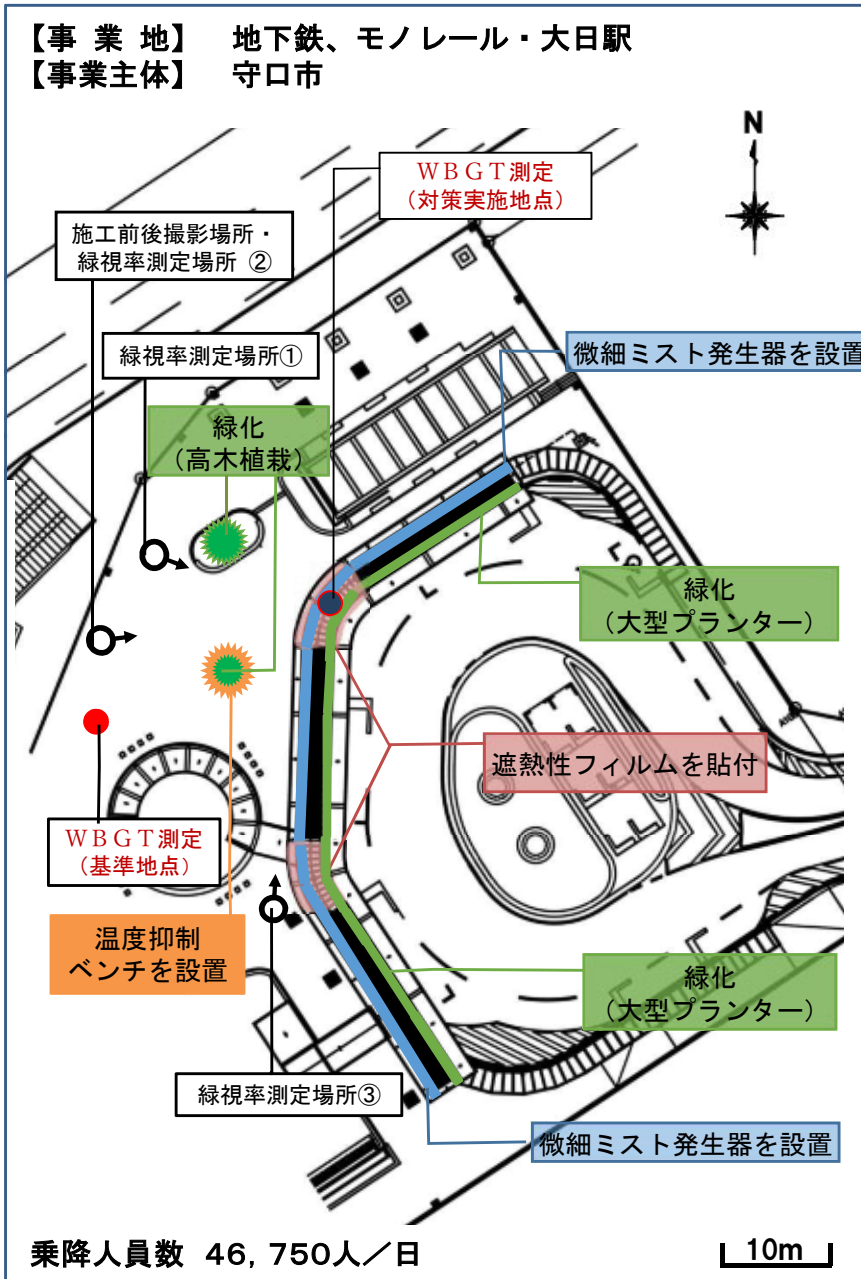 【事 業 地】 地下鉄、モノレール・大日駅
【事業主体】 守口市
N
ＷＢＧＴ測定
（対策実施地点）
施工前後撮影場所・
緑視率測定場所 ②
緑視率測定場所①
微細ミスト発生器を設置
緑化
（高木植栽）
緑化
（大型プランター）
遮熱性フィルムを貼付
ＷＢＧＴ測定
（基準地点）
温度抑制
ベンチを設置
緑化
（大型プランター）
緑視率測定場所③
微細ミスト発生器を設置
乗降人員数 46,750人／日
10m